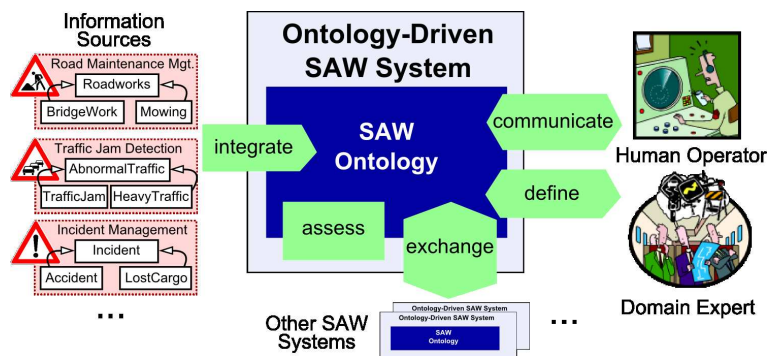 Information
Sources
Road Maintenance Mgt.
Roadworks
BridgeWork
Mowing
Traffic Jam Detection
AbnormalTraffic
TrafficJam
HeavyTraffic
Incident Management
Incident
Accident
LostCargo
...
Ontology-Driven
SAW System
SAW
Ontology
integrate
assess
exchange
communicate
define
Human Operator
Domain Expert
Other SAW
Systems
Ontology-Driven SAW System
Ontology-Driven SAW System
SAW
Ontology
...